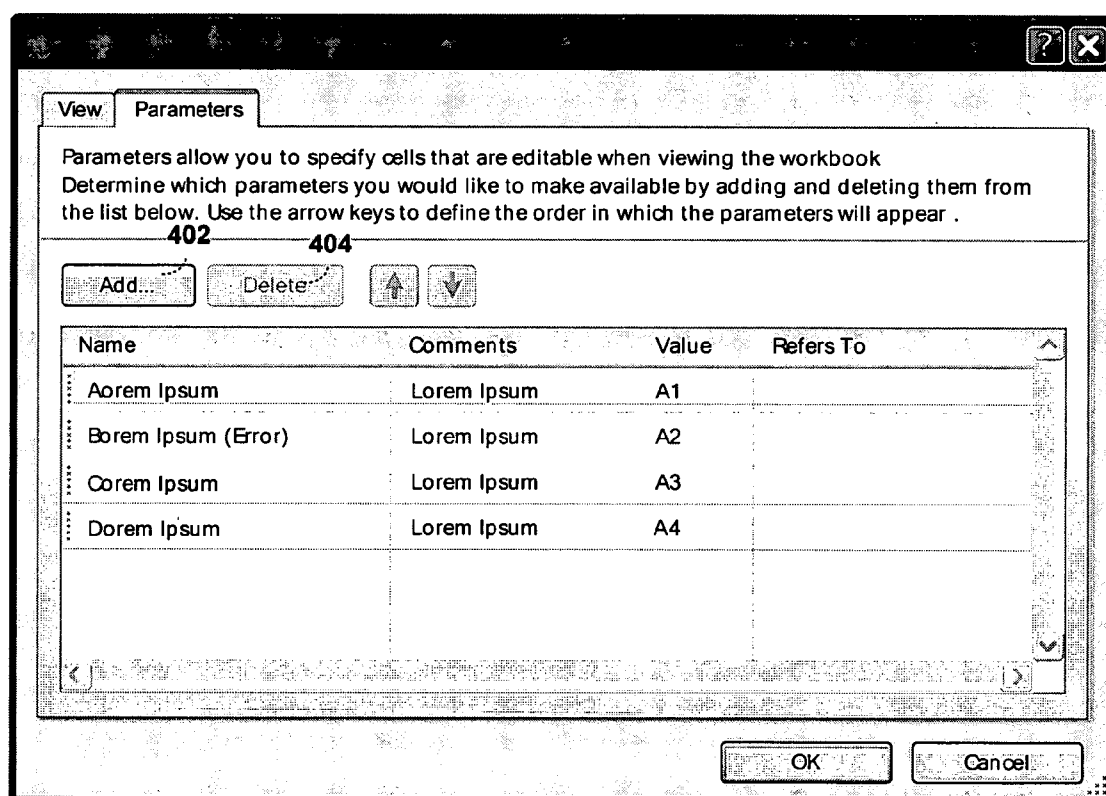 ?
View Parameters
Parameters allow you to specify cells that are editable when viewing the workbook
Determine which parameters you would like to make available by adding and deleting them from
the list below. Use the arrow keys to define the order in which the parameters will appear .
402 404
Add... Delete
Name Comments Value Refers To
Aorem Ipsum Lorem Ipsum A1
Borem Ipsum (Error) Lorem Ipsum A2
Corem Ipsum Lorem Ipsum A3
Dorem Ipsum Lorem Ipsum A4
OK Cancel